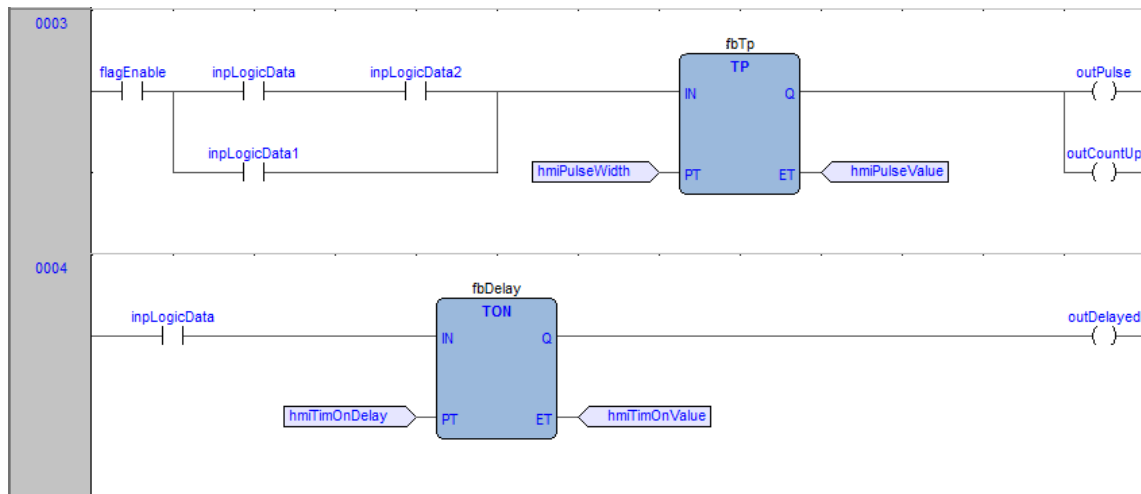 0003
fbTp
TP
flagEnable inpLogicData inpLogicData2 outPulse
IN Q
inpLogicData1 outCountUp
hmiPulseWidth PT ET hmiPulseValue
0004
fbDelay
TON
inpLogicData outDelayed
IN Q
hmiTimOnDelay PT ET hmiTimOnValue